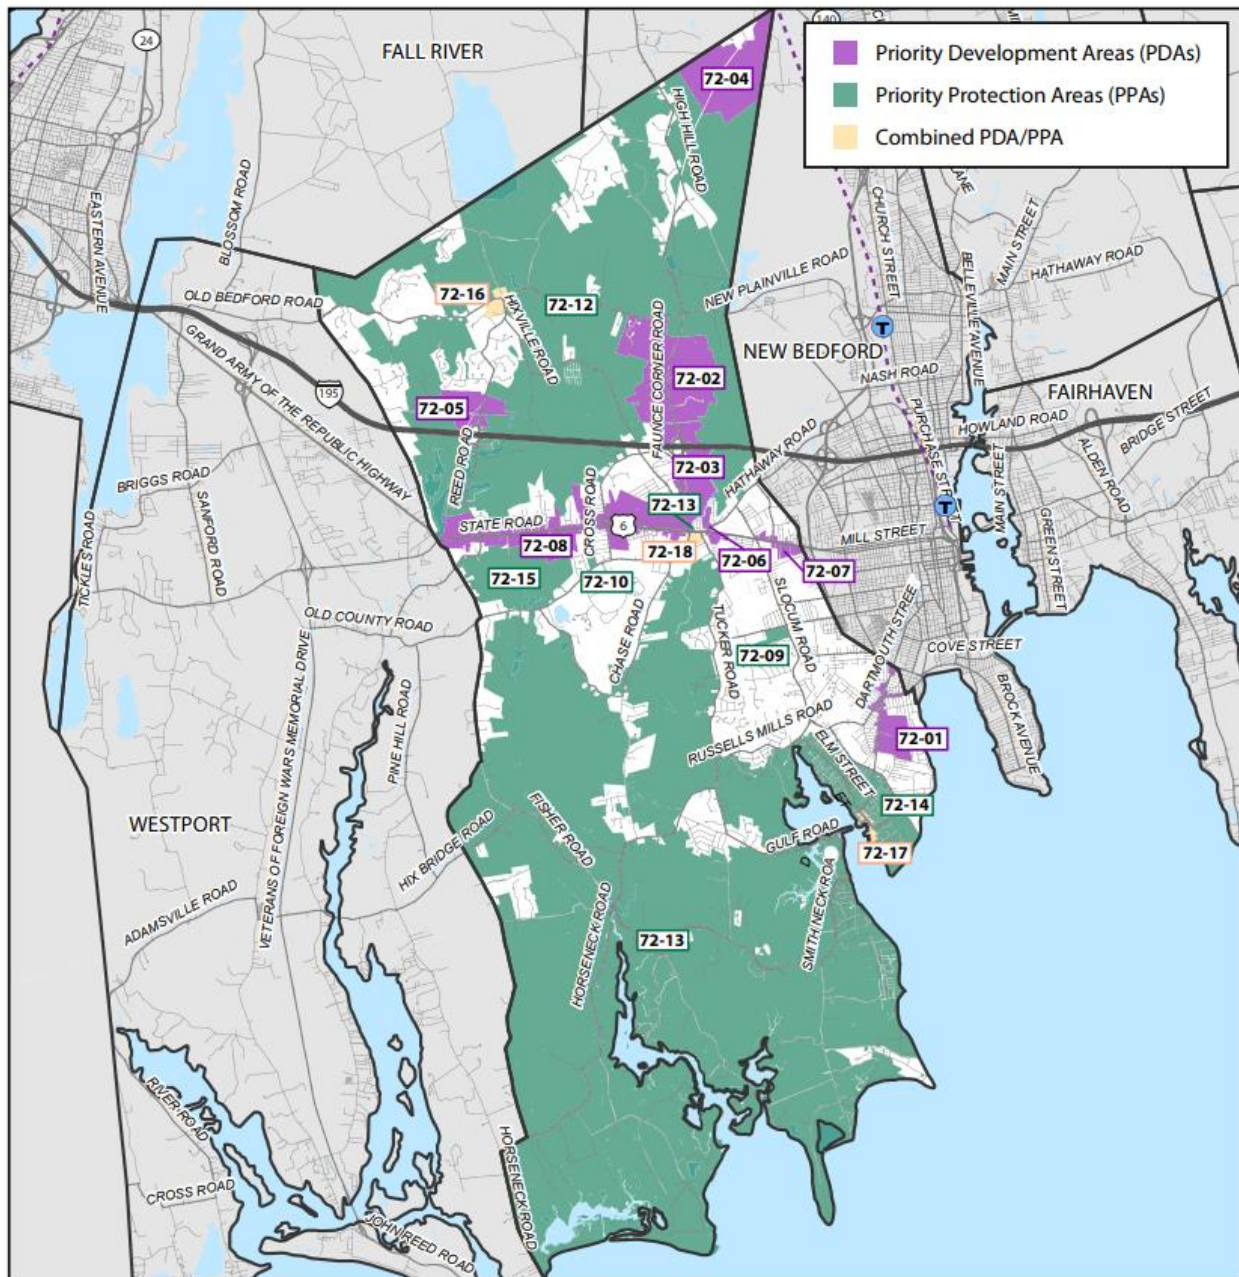 24
FALL RIVER
140
Priority Development Areas (PDAs)
Priority Protection Areas (PPAs)
Combined PDA/PPA
72-04
HIGH HILL ROAD
BLOSSOM ROAD
EASTERN AVENUE
CHURCH STREET
LANE
MAIN STREET
HATHAWAY ROAD
BELLEVILLE AVENUE
NEW PLAINVILLE ROAD
OLD BEDFORD ROAD
72-16
72-12
HIXVILLE ROAD
FAUNCE CORNER ROAD
T
NEW BEDFORD
NASH ROAD
GRAND ARMY OF THE REPUBLIC HIGHWAY
195
72-02
72-05
FAIRHAVEN
HOWLAND ROAD
BRIDGE STREET
PURCHASE STREET
REED ROAD
HATHAWAY ROAD
72-03
ALDEN ROAD
BRIGGS ROAD
SANFORD ROAD
CROSS ROAD
MAIN STREET
72-13
T
STATE ROAD
6
GREEN STREET
MILL STREET
72-08
72-18
72-06
72-07
TICKLES ROAD
72-15
72-10
OLD COUNTY ROAD
CHASE ROAD
TUCKER ROAD
SLOCUM ROAD
DARTMOUTH STREE
COVE STREET
72-09
VETERANS OF FOREIGN WARS MEMORIAL DRIVE
PINE HILL ROAD
BROCK AVENUE
RUSSELLS MILLS ROAD
72-01
ELM STREET
72-14
WESTPORT
FISHER ROAD
HIX BRIDGE ROAD
GULF ROAD
ET
72-17
D
ADAMSVILLE ROAD
SMITH NECK ROA
HORSENECK ROAD
72-13
RIVER ROAD
CROSS ROAD
HORSENECK ROAD
JOHN REED ROAD